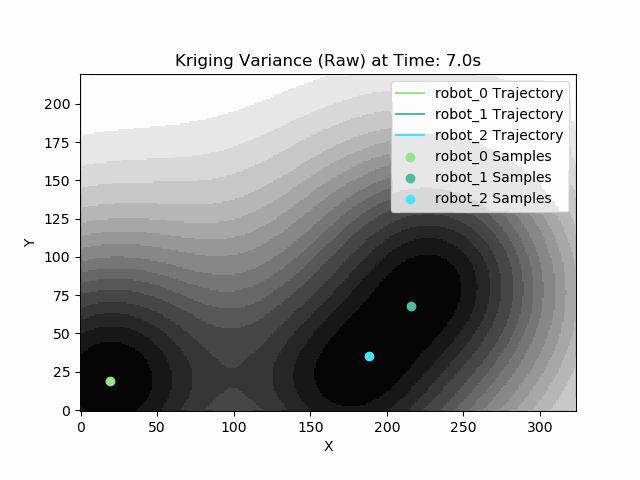 Kriging Variance (Raw) at Time: 7.0s
robot_0 Trajectory
robot_1 Trajectory
robot_2 Trajectory
robot_0 Samples
robot_1 Samples
robot_2 Samples
200
175
150
125
100
75
50
25
0
Y
0 50 100 150 200 250 300
X